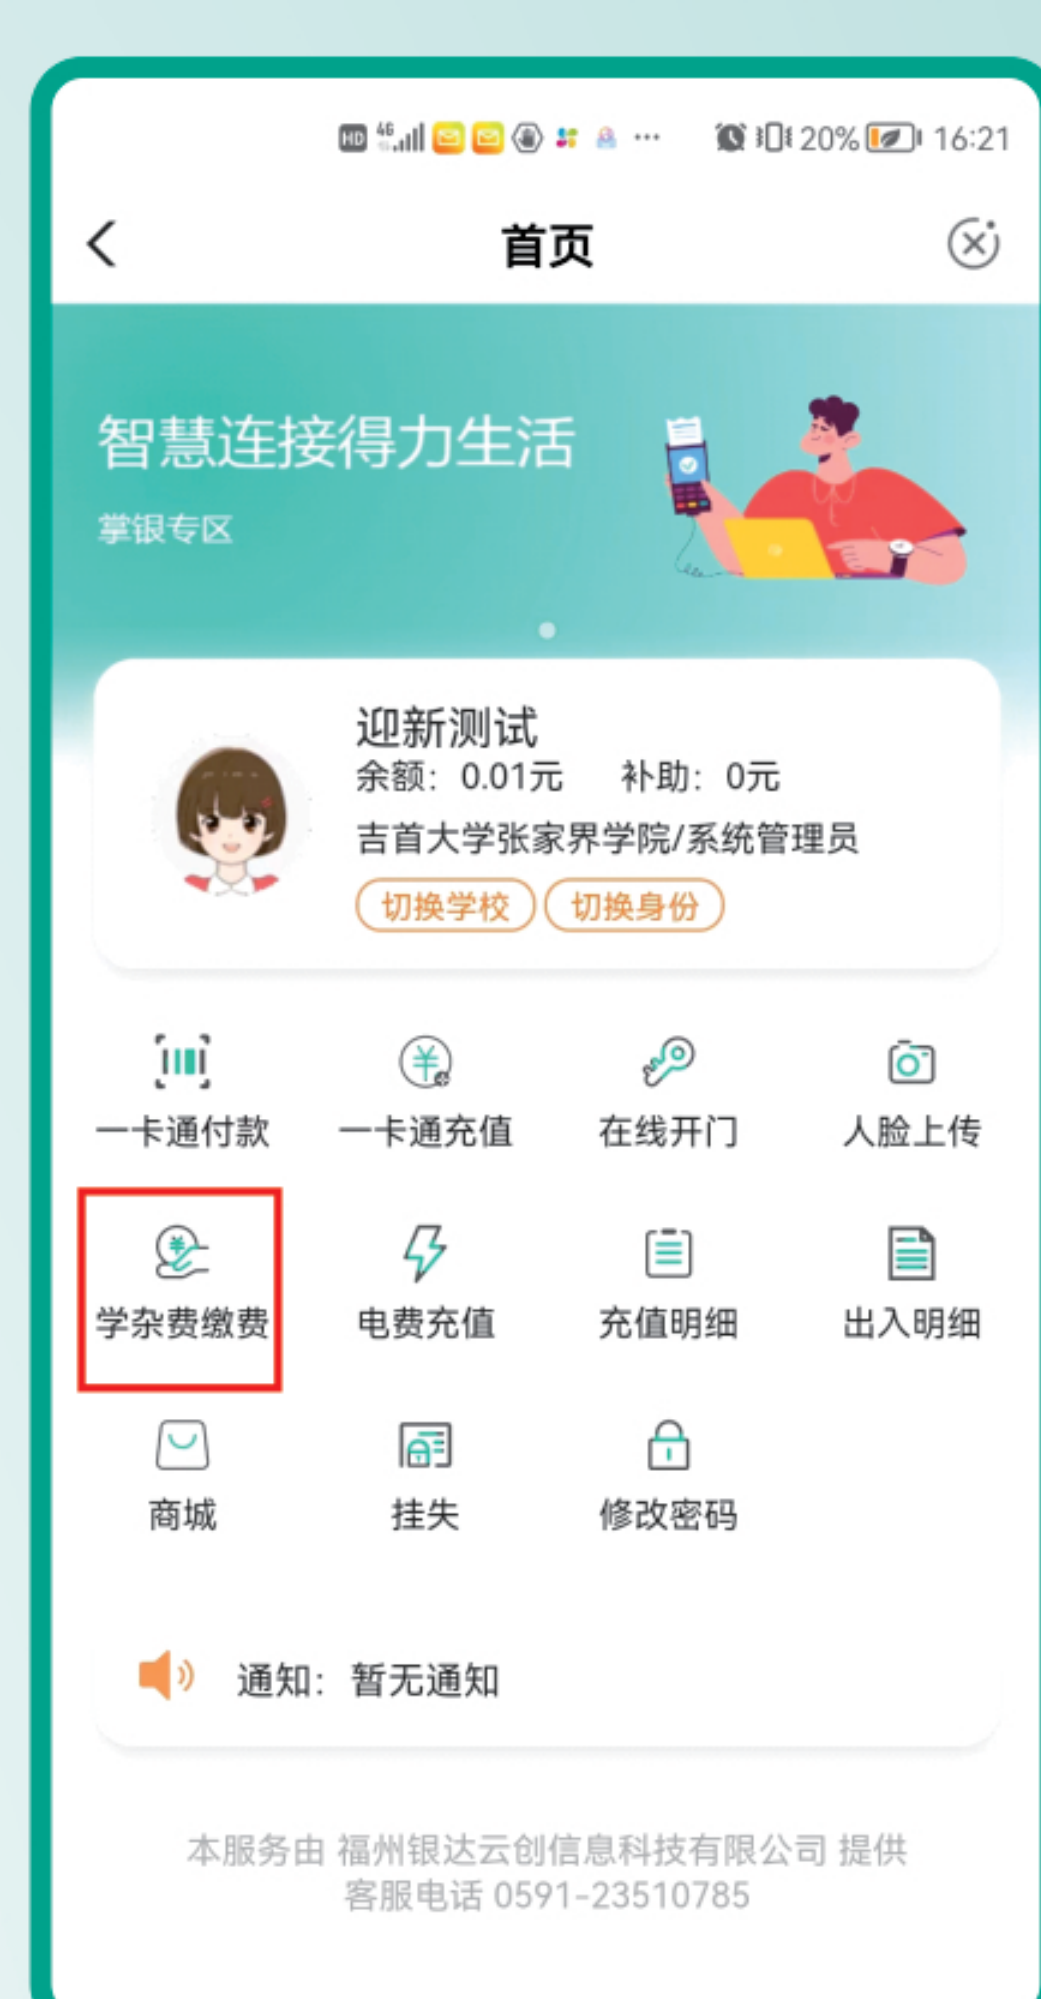 HD 46 20% 16:21
首页
智慧连接得力生活
掌银专区
迎新测试
余额：0.01元 补助：0元
吉首大学张家界学院/系统管理员
切换学校 切换身份
一卡通付款 一卡通充值 在线开门 人脸上传
学杂费缴费 电费充值 充值明细 出入明细
商城 挂失 修改密码
通知：暂无通知
本服务由 福州银达云创信息科技有限公司 提供
客服电话 0591-23510785